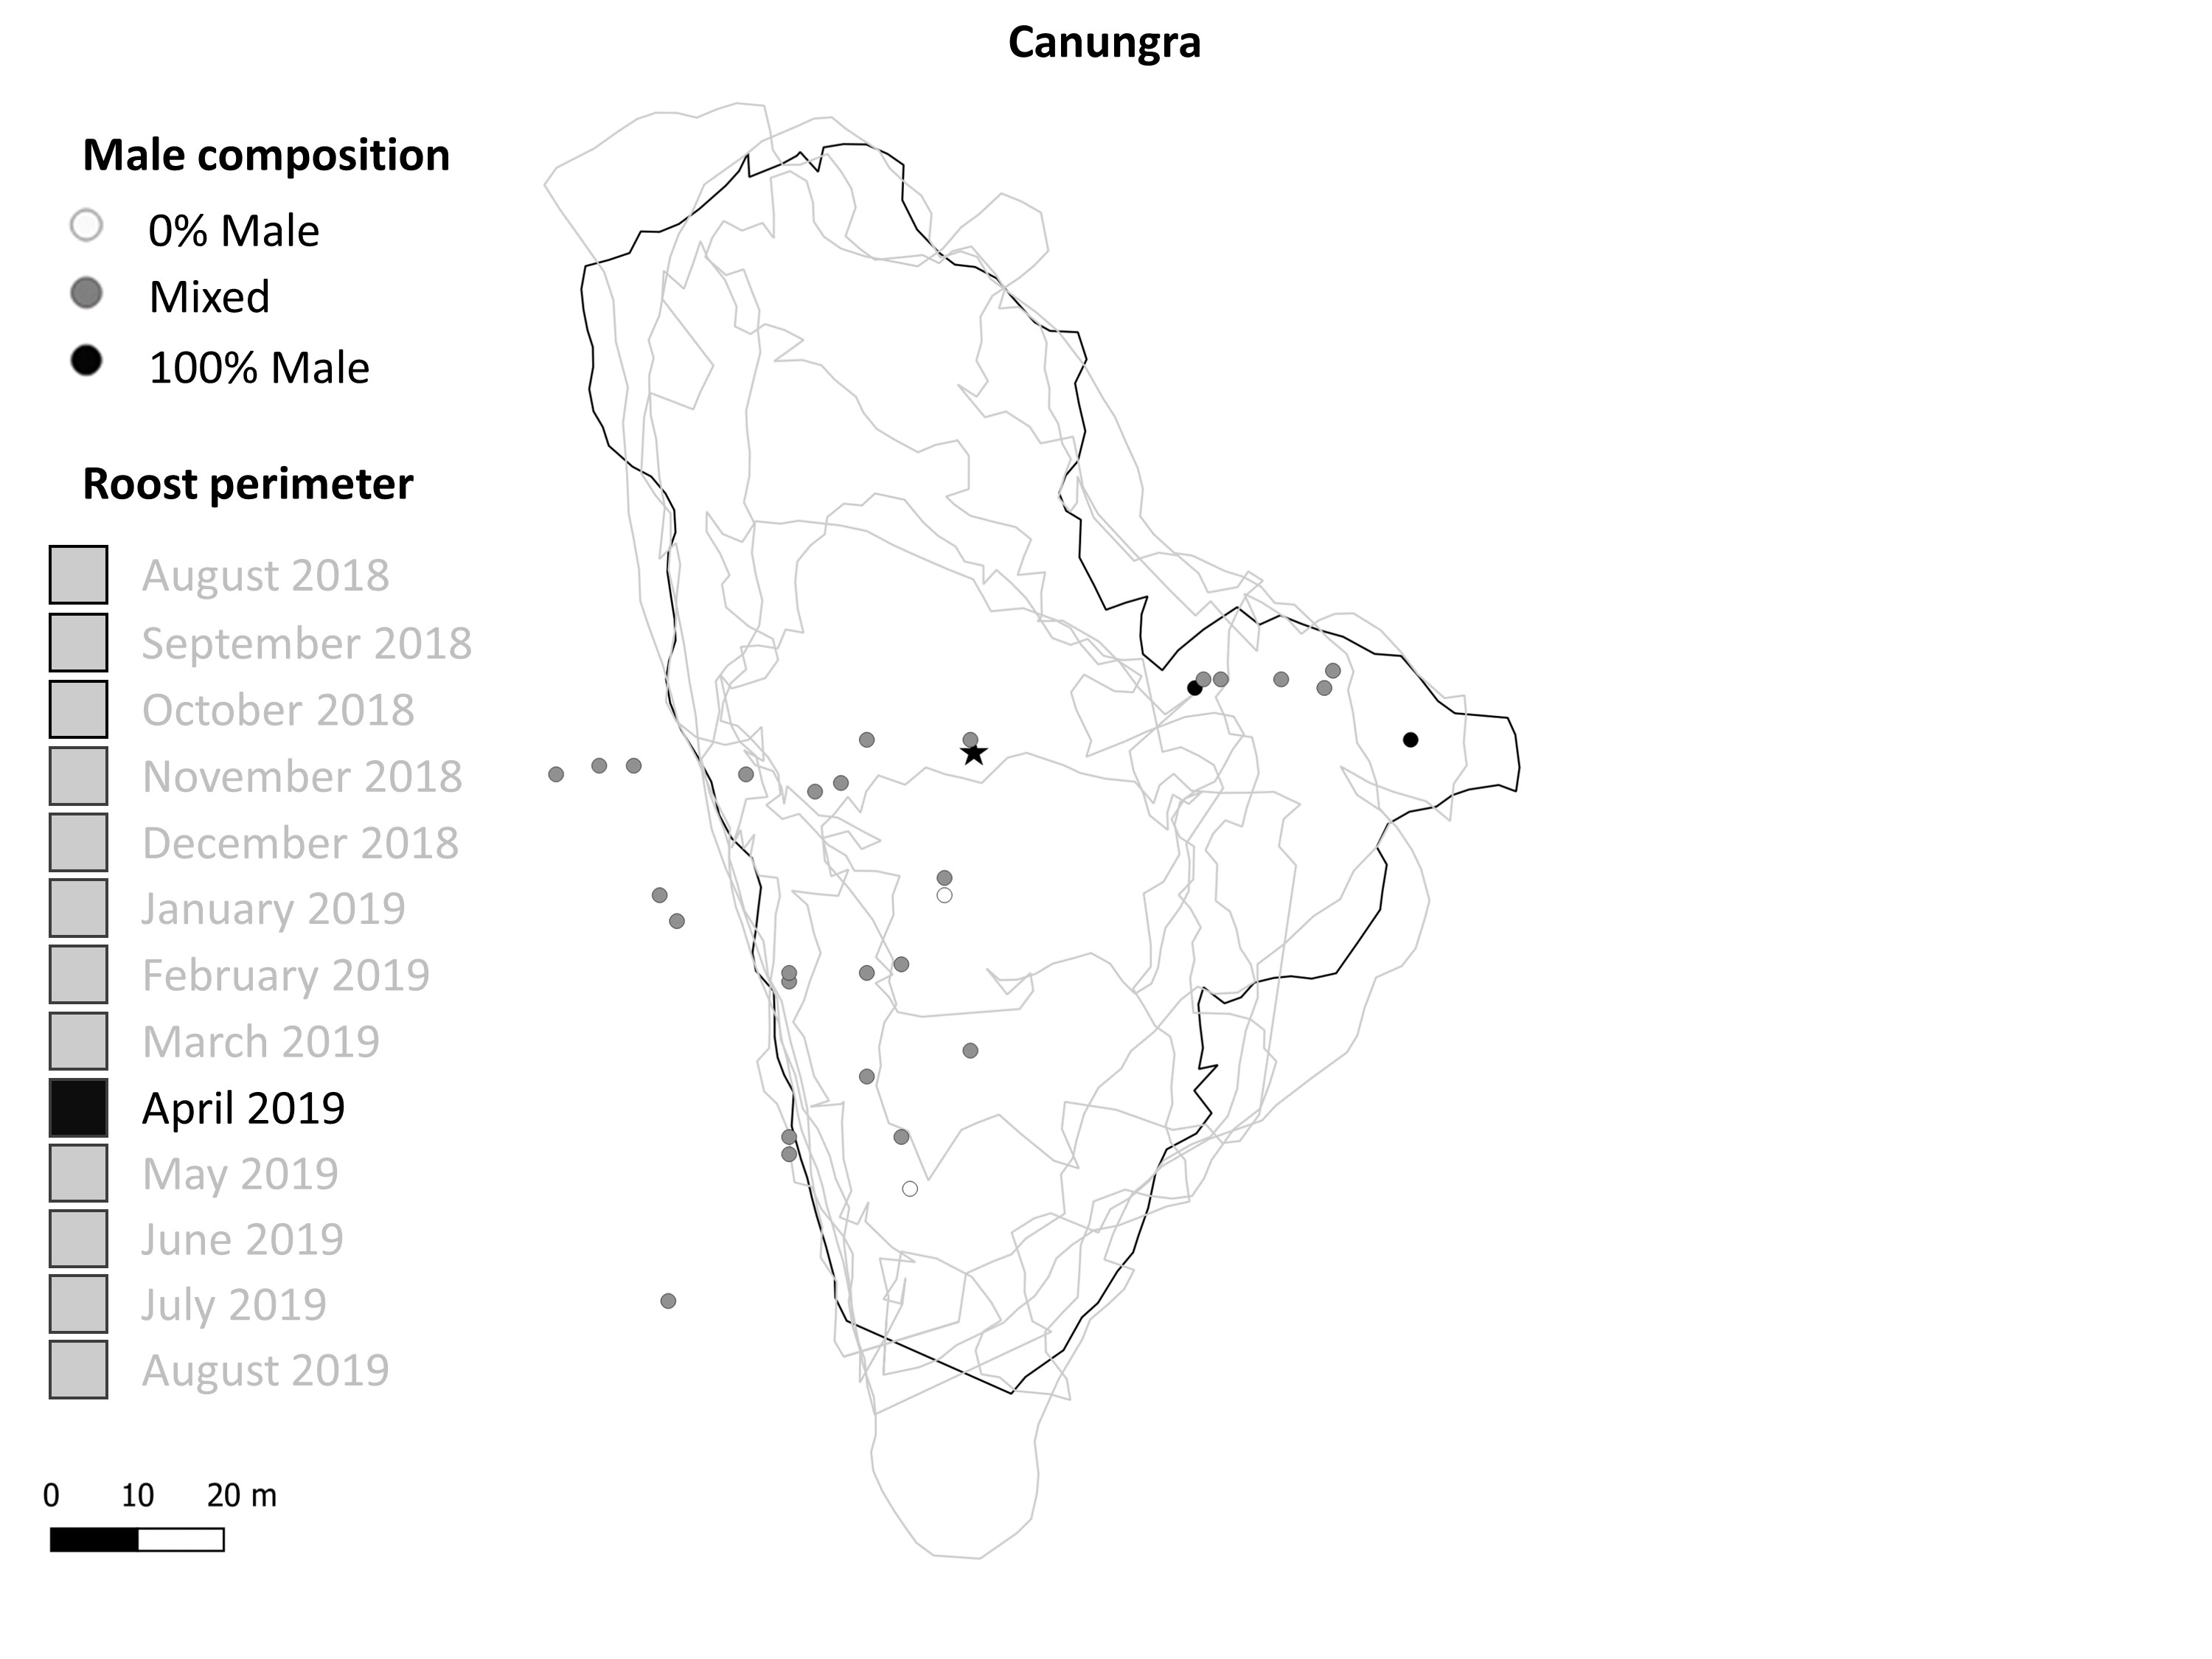 Canungra
Male composition
0% Male
Mixed
100% Male
Roost perimeter
August 2018
September 2018
October 2018
November 2018
December 2018
January 2019
February 2019
March 2019
April 2019
May 2019
June 2019
July 2019
August 2019
0 10 20 m